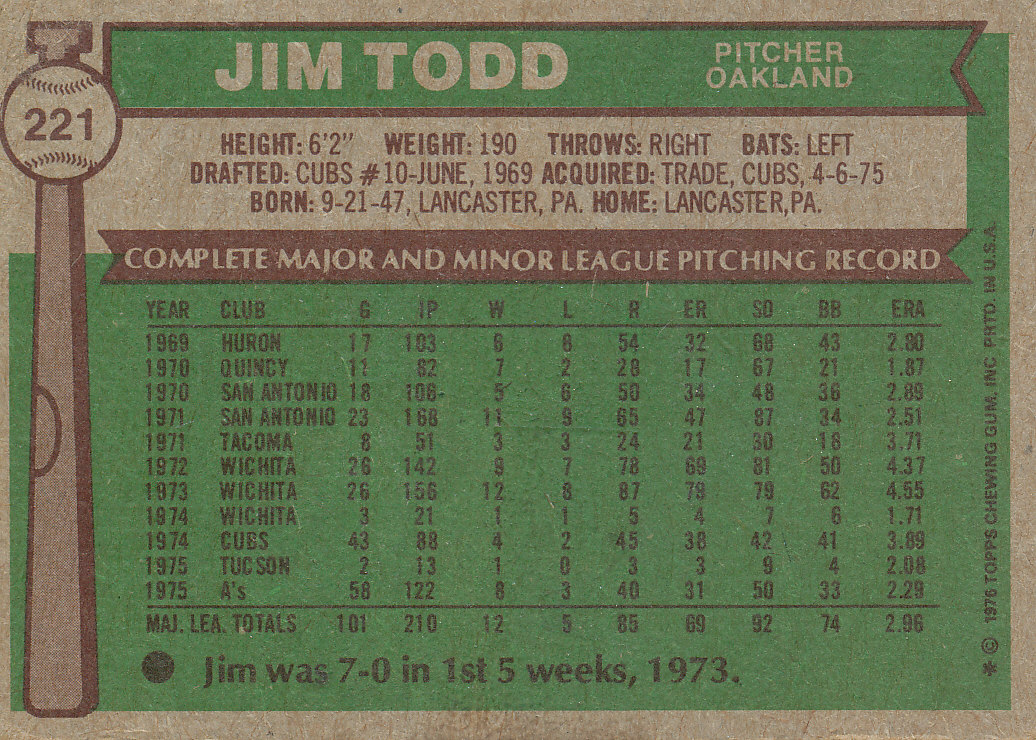 221
JIM TODD
PITCHER
OAKLAND
HEIGHT: 6'2" WEIGHT: 190 THROWS: RIGHT BATS: LEFT
DRAFTED: CUBS #10-JUNE, 1969 ACQUIRED: TRADE, CUBS, 4-6-75
BORN: 9-21-47, LANCASTER, PA. HOME: LANCASTER, PA.
COMPLETE MAJOR AND MINOR LEAGUE PITCHING RECORD
YEAR CLUB G IP W L R ER SO BB ERA
1969 HURON 17 103 6 6 54 32 68 43 2.80
1970 QUINCY 11 82 7 2 28 17 67 21 1.87
1970 SAN ANTONIO 18 106 5 6 50 34 48 36 2.89
1971 SAN ANTONIO 23 168 11 9 65 47 87 34 2.51
1971 TACOMA 8 51 3 3 24 21 30 18 3.71
1972 WICHITA 26 142 9 7 78 69 81 50 4.37
1973 WICHITA 26 156 12 8 87 79 79 62 4.55
1974 WICHITA 3 21 1 1 5 4 7 6 1.71
1974 CUBS 43 88 4 2 45 38 42 41 3.89
1975 TUCSON 2 13 1 0 3 3 9 4 2.08
1975 A's 58 122 8 3 40 31 50 33 2.29
MAJ. LEA. TOTALS 101 210 12 5 85 69 92 74 2.96
Jim was 7-0 in 1st 5 weeks, 1973.
* © 1976 TOPPS CHEWING GUM, INC. PRTD. IN U.S.A.